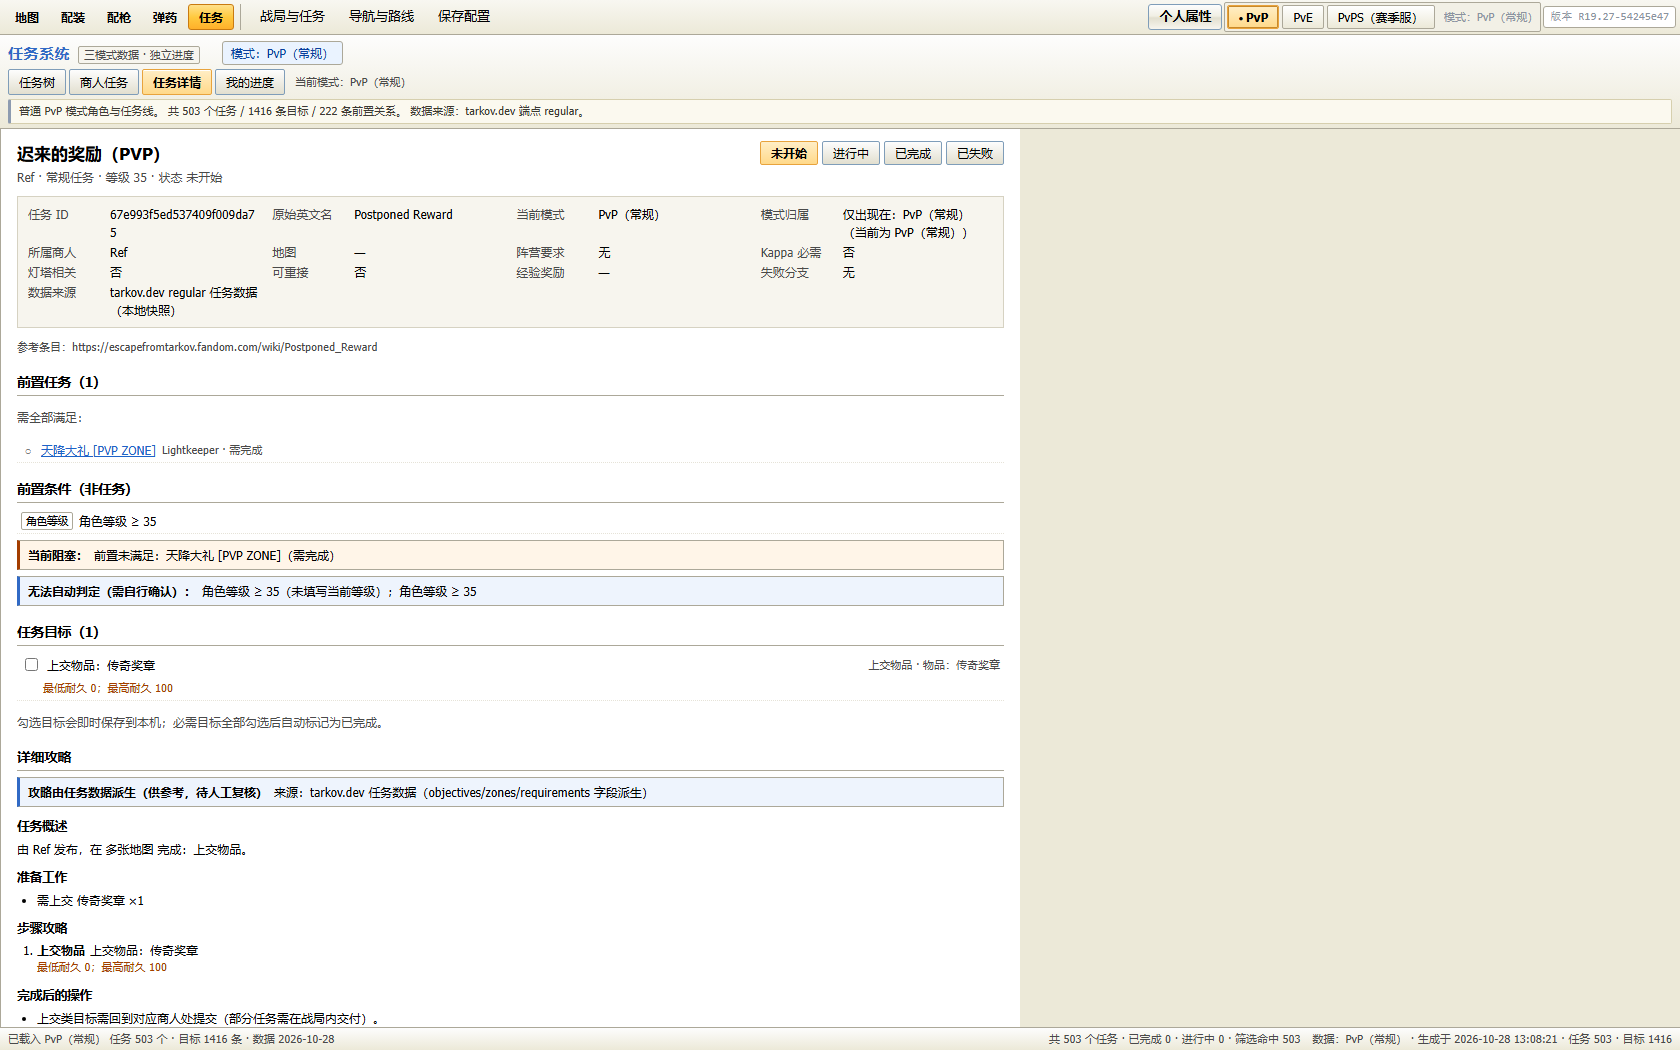 地图 配装 配枪 弹药 任务 战局与任务 导航与路线 保存配置 个人属性 • PvP PvE PvPS（赛季服） 模式：PvP（常规） 版本 R19.27-54245e47
任务系统 三模式数据 · 独立进度 模式：PvP（常规）
任务树 商人任务 任务详情 我的进度 当前模式：PvP（常规）
普通 PvP 模式角色与任务线。 共 503 个任务 / 1416 条目标 / 222 条前置关系。 数据来源：tarkov.dev 端点 regular。
迟来的奖励（PVP） 未开始 进行中 已完成 已失败
Ref · 常规任务 · 等级 35 · 状态 未开始
任务 ID 67e993f5ed537409f009da7 原始英文名 Postponed Reward 当前模式 PvP（常规） 模式归属 仅出现在：PvP（常规）
5 （当前为 PvP（常规））
所属商人 Ref 地图 — 阵营要求 无 Kappa 必需 否
灯塔相关 否 可重接 否 经验奖励 — 失败分支 无
数据来源 tarkov.dev regular 任务数据
（本地快照）
参考条目：https://escapefromtarkov.fandom.com/wiki/Postponed_Reward
前置任务（1）
需全部满足：
○ 天降大礼 [PVP ZONE] Lightkeeper · 需完成
前置条件（非任务）
角色等级 角色等级 ≥ 35
当前阻塞： 前置未满足：天降大礼 [PVP ZONE]（需完成）
无法自动判定（需自行确认）： 角色等级 ≥ 35（未填写当前等级）；角色等级 ≥ 35
任务目标（1）
上交物品：传奇奖章 上交物品 · 物品：传奇奖章
最低耐久 0；最高耐久 100
勾选目标会即时保存到本机；必需目标全部勾选后自动标记为已完成。
详细攻略
攻略由任务数据派生（供参考，待人工复核） 来源：tarkov.dev 任务数据（objectives/zones/requirements 字段派生）
任务概述
由 Ref 发布，在 多张地图 完成：上交物品。
准备工作
• 需上交 传奇奖章 ×1
步骤攻略
1. 上交物品 上交物品：传奇奖章
最低耐久 0；最高耐久 100
完成后的操作
• 上交类目标需回到对应商人处提交（部分任务需在战局内交付）。
已载入 PvP（常规） 任务 503 个 · 目标 1416 条 · 数据 2026-10-28 共 503 个任务 · 已完成 0 · 进行中 0 · 筛选命中 503 数据：PvP（常规） · 生成于 2026-10-28 13:08:21 · 任务 503 · 目标 1416